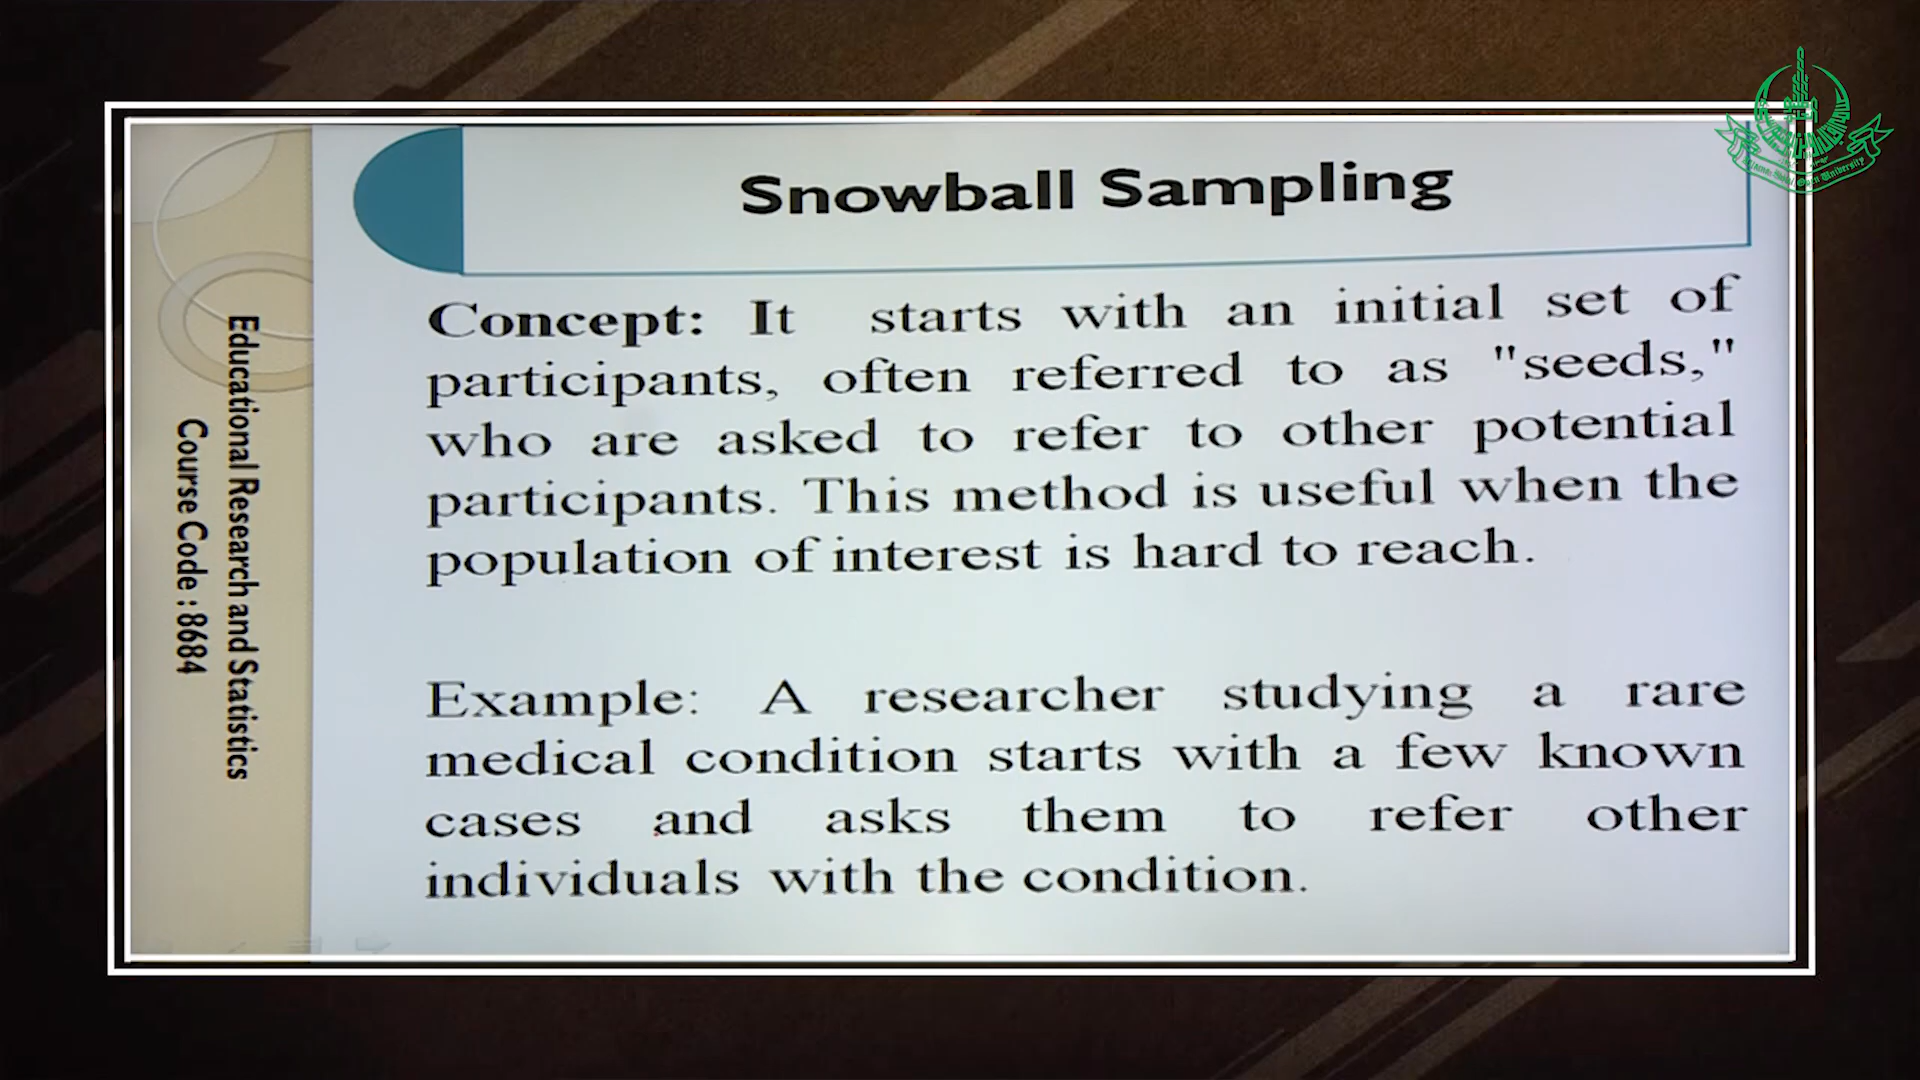 Snowball Sampling
Concept: It starts with an initial set of
participants, often referred to as "seeds,"
who are asked to refer to other potential
participants. This method is useful when the
population of interest is hard to reach.
Example: A researcher studying a rare
medical condition starts with a few known
cases and asks them to refer other
individuals with the condition.
Educational Research and Statistics
Course Code : 8684